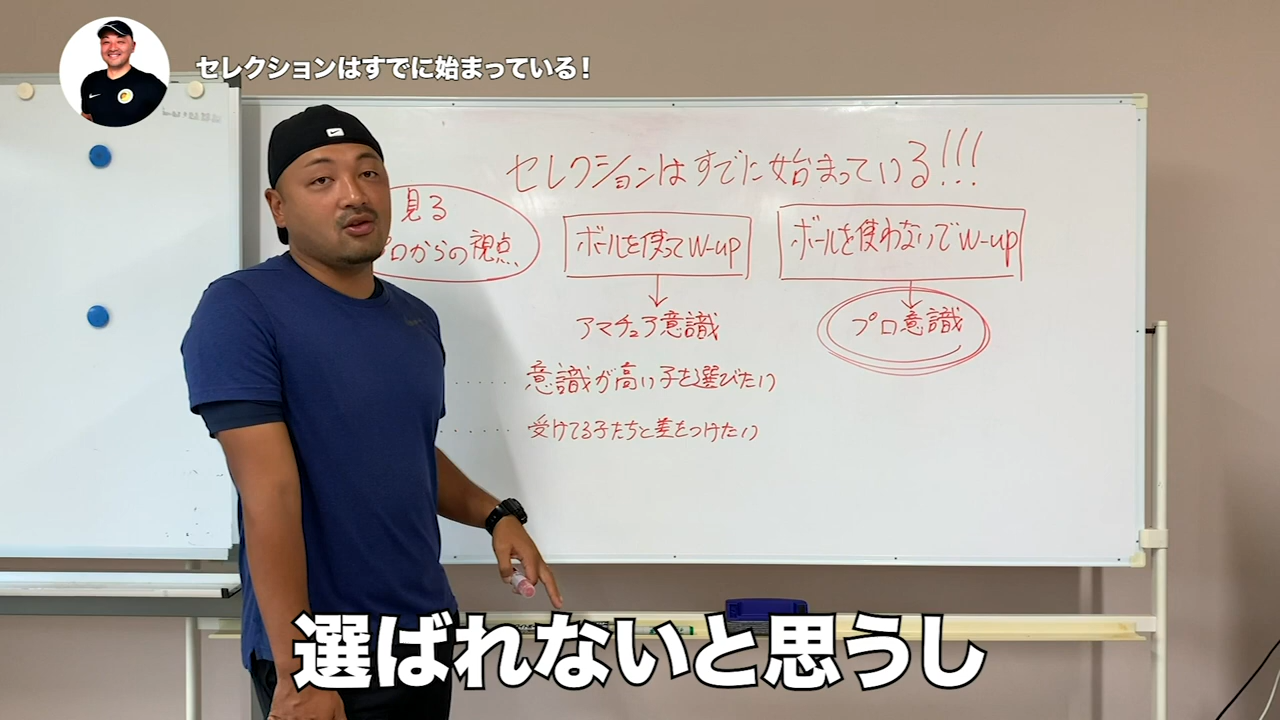 セレクションはすでに始まっている!
セレクションはすでに始まっている!!!
見る
プロからの視点
ボールを使ってW-up
ボールを使わないでW-up
アマチュア意識
プロ意識
意識が高い子を選びたい
受けてる子たちと差をつけたい
選ばれないと思うし